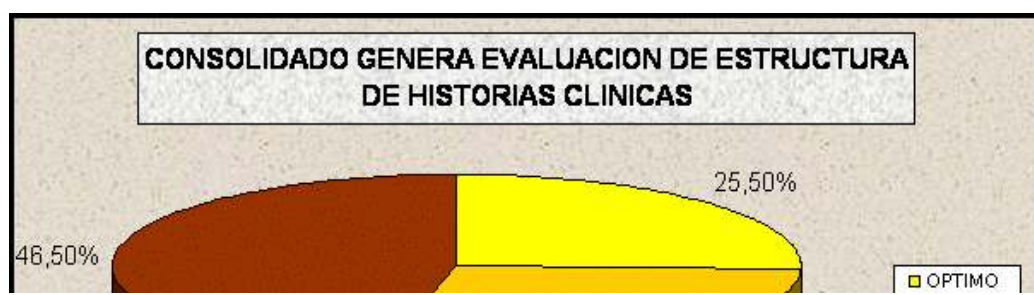 CONSOLIDADO GENERA EVALUACION DE ESTRUCTURA
DE HISTORIAS CLINICAS
25,50%
46,50%
OPTIMO